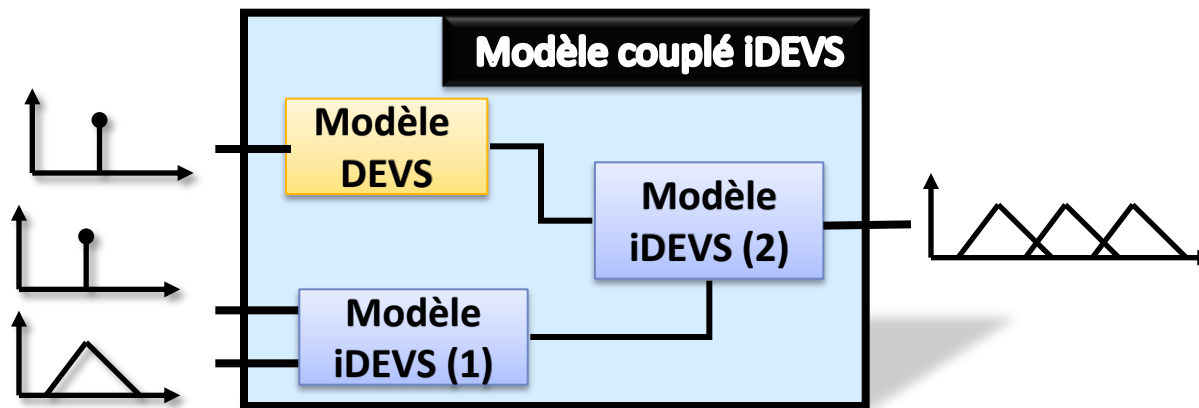 Modèle couplé iDEVS
Modèle
DEVS
Modèle
iDEVS (2)
Modèle
iDEVS (1)